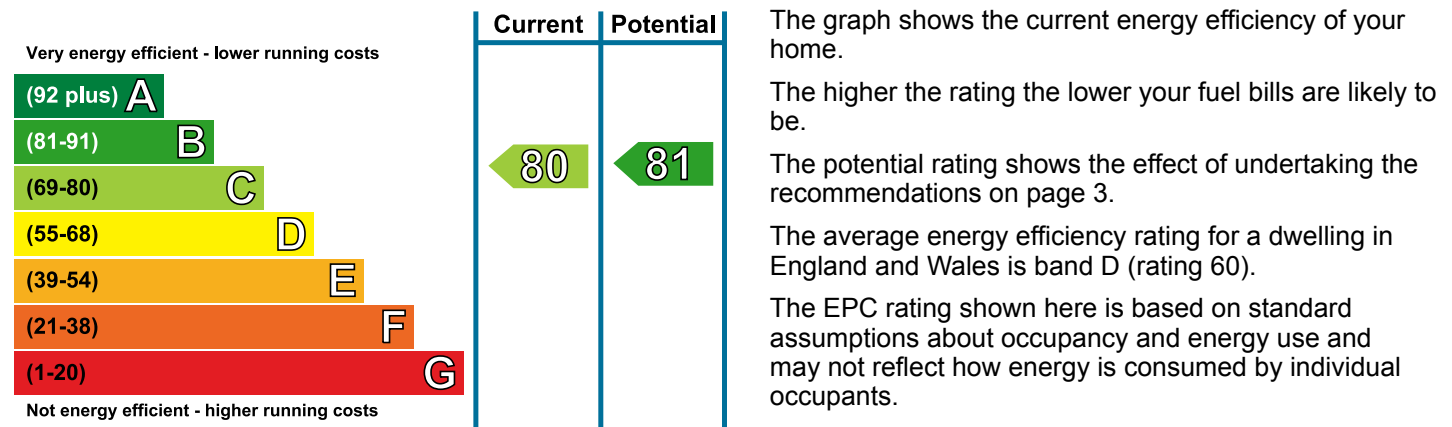 Current Potential
Very energy efficient - lower running costs
(92 plus) A
(81-91) B
(69-80) C
(55-68) D
(39-54) E
(21-38) F
(1-20) G
Not energy efficient - higher running costs
80 81
The graph shows the current energy efficiency of your
home.
The higher the rating the lower your fuel bills are likely to
be.
The potential rating shows the effect of undertaking the
recommendations on page 3.
The average energy efficiency rating for a dwelling in
England and Wales is band D (rating 60).
The EPC rating shown here is based on standard
assumptions about occupancy and energy use and
may not reflect how energy is consumed by individual
occupants.